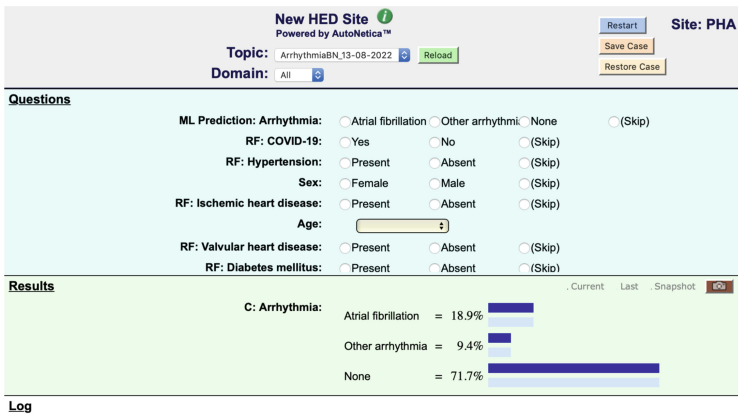 New HED Site i
Powered by AutoNetica™
Restart
Site: PHA
Topic: ArrhythmiaBN_13-08-2022 Reload
Save Case
Domain: All
Restore Case
Questions
ML Prediction: Arrhythmia: Atrial fibrillation Other arrhythmi None (Skip)
RF: COVID-19: Yes No (Skip)
RF: Hypertension: Present Absent (Skip)
Sex: Female Male (Skip)
RF: Ischemic heart disease: Present Absent (Skip)
Age:
RF: Valvular heart disease: Present Absent (Skip)
RF: Diabetes mellitus: Present Absent (Skip)
Results
. Current Last . Snapshot
C: Arrhythmia:
Atrial fibrillation = 18.9%
Other arrhythmia = 9.4%
None = 71.7%
Log